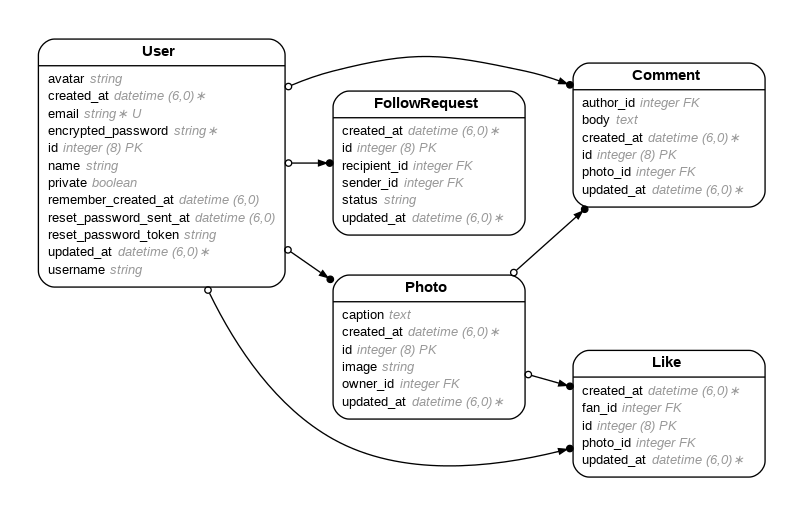 User
avatar string
created_at datetime (6,0)∗
email string∗ U
encrypted_password string∗
id integer (8) PK
name string
private boolean
remember_created_at datetime (6,0)
reset_password_sent_at datetime (6,0)
reset_password_token string
updated_at datetime (6,0)∗
username string
FollowRequest
created_at datetime (6,0)∗
id integer (8) PK
recipient_id integer FK
sender_id integer FK
status string
updated_at datetime (6,0)∗
Photo
caption text
created_at datetime (6,0)∗
id integer (8) PK
image string
owner_id integer FK
updated_at datetime (6,0)∗
Comment
author_id integer FK
body text
created_at datetime (6,0)∗
id integer (8) PK
photo_id integer FK
updated_at datetime (6,0)∗
Like
created_at datetime (6,0)∗
fan_id integer FK
id integer (8) PK
photo_id integer FK
updated_at datetime (6,0)∗